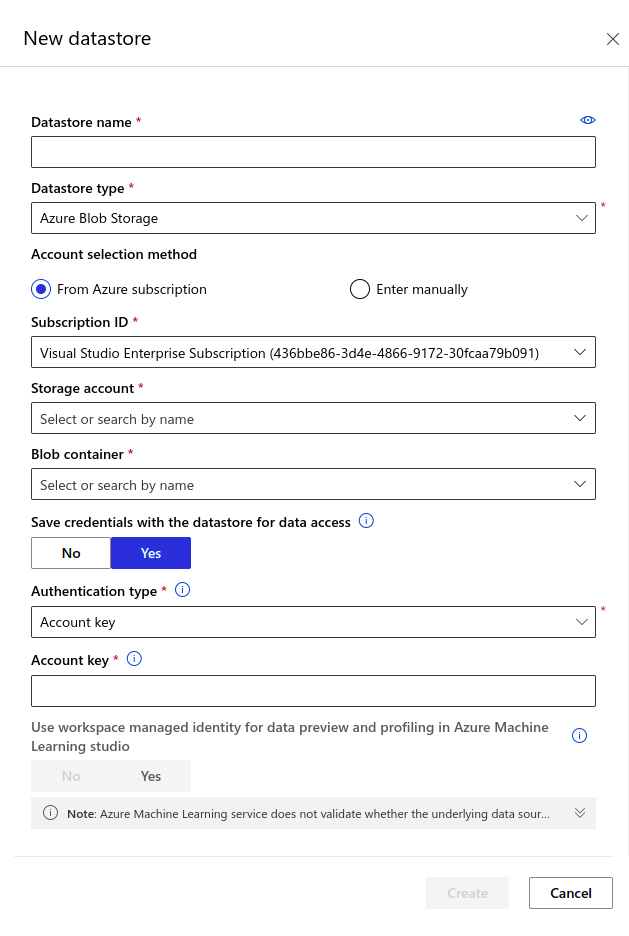 New datastore
Datastore name *
Datastore type *
Azure Blob Storage
*
Account selection method
From Azure subscription
Enter manually
Subscription ID *
Visual Studio Enterprise Subscription (436bbe86-3d4e-4866-9172-30fcaa79b091)
Storage account *
Select or search by name
Blob container *
Select or search by name
Save credentials with the datastore for data access
No
Yes
Authentication type *
Account key
*
Account key *
Use workspace managed identity for data preview and profiling in Azure Machine
Learning studio
No
Yes
Note: Azure Machine Learning service does not validate whether the underlying data sour...
Create
Cancel